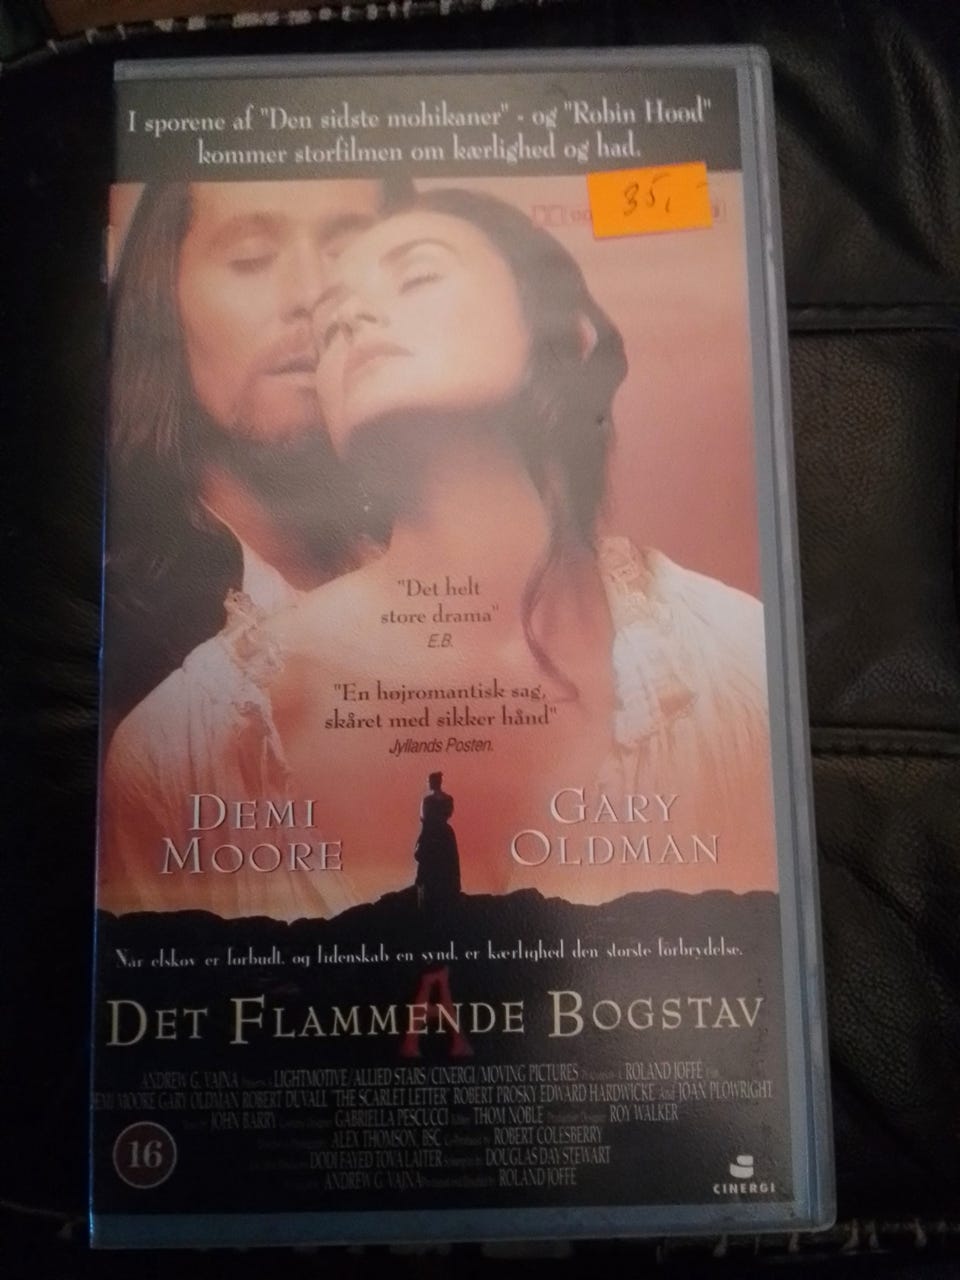 I sporene af "Den sidste mohikaner" - og "Robin Hood"
kommer storfilmen om kærlighed og had.
35,-
"Det helt
store drama"
E.B.
"En højromantisk sag,
skåret med sikker hånd"
Jyllands Posten.
DEMI
MOORE
GARY
OLDMAN
Når elskov er forbudt, og lidenskab en synd, er kærlighed den største forbrydelse.
A
DET FLAMMENDE BOGSTAV
ANDREW G. VAJNA LIGHTMOTIVE/ALLIED STARS/CINERGI/MOVING PICTURES ROLAND JOFFÉ
DEMI MOORE GARY OLDMAN ROBERT DUVALL "THE SCARLET LETTER" ROBERT PROSKY EDWARD HARDWICKE and JOAN PLOWRIGHT
JOHN BARRY GABRIELLA PESCUCCI THOM NOBLE ROY WALKER
ALEX THOMSON, BSC ROBERT COLESBERRY
DODI FAYED TOVA LAITER DOUGLAS DAY STEWART
ANDREW G. VAJNA ROLAND JOFFÉ
16
CINERGI